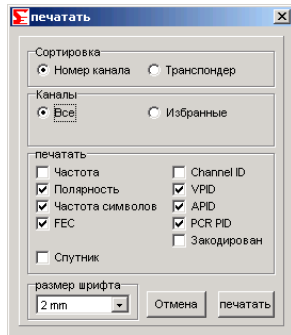 печатать
Сортировка
Номер канала Транспондер
Каналы
Все Избранные
печатать
Частота Channel ID
Полярность VPID
Частота символов APID
FEC PCR PID
Закодирован
Спутник
размер шрифта
2 mm Отмена печатать